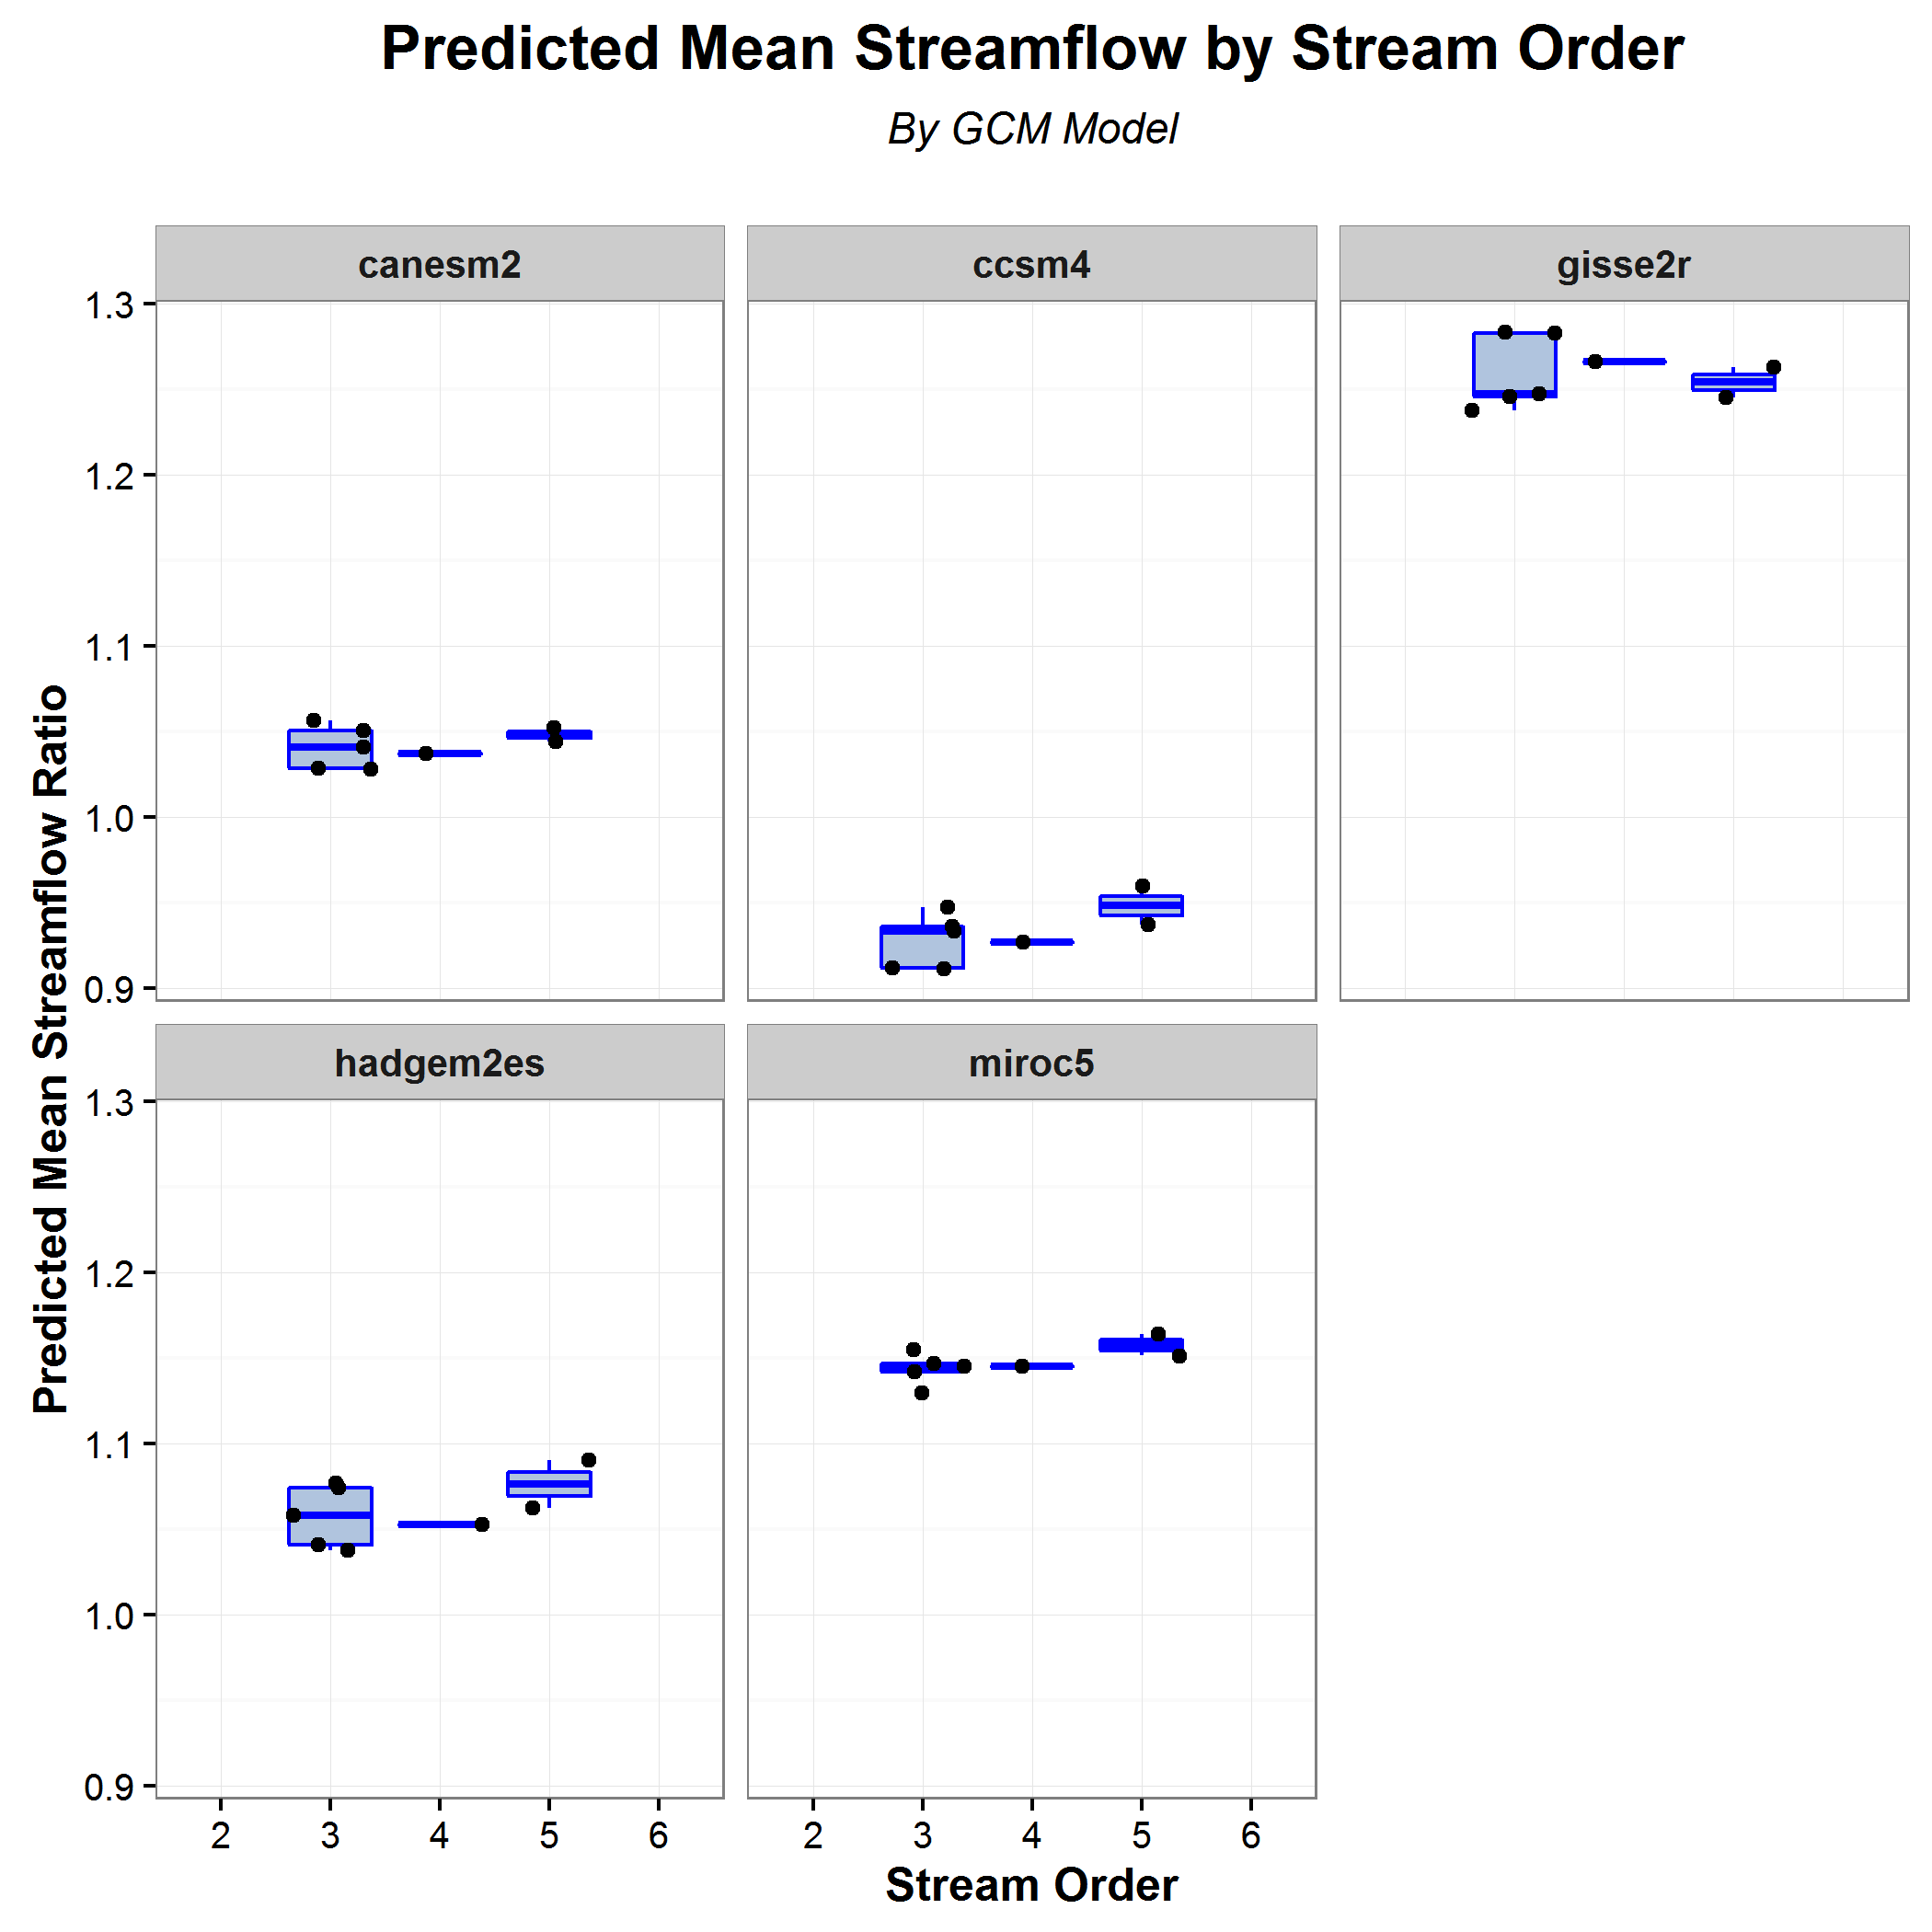 Predicted Mean Streamflow by Stream Order
By GCM Model
canesm2
ccsm4
gisse2r
1.3
1.2
1.1
1.0
0.9
Predicted Mean Streamflow Ratio
hadgem2es
miroc5
1.3
1.2
1.1
1.0
0.9
2 3 4 5 6
2 3 4 5 6
Stream Order